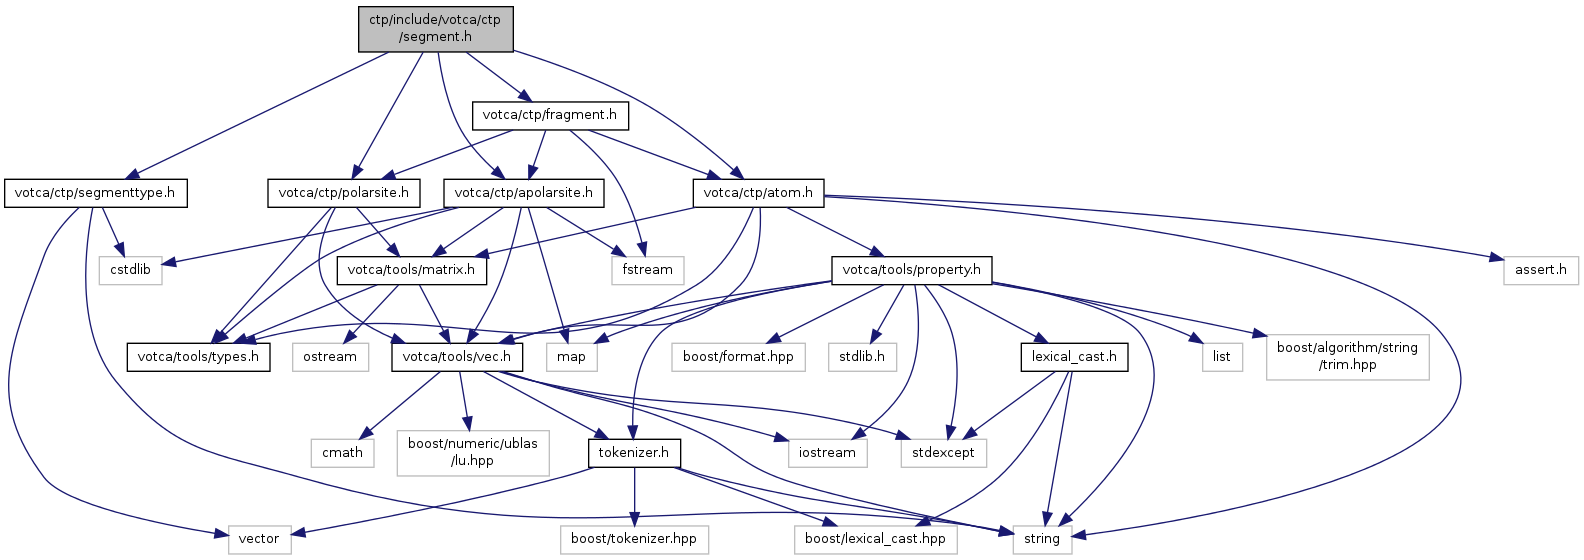 ctp/include/votca/ctp
/segment.h
votca/ctp/fragment.h
votca/ctp/segmenttype.h
votca/ctp/polarsite.h
votca/ctp/apolarsite.h
votca/ctp/atom.h
cstdlib
votca/tools/matrix.h
fstream
votca/tools/property.h
assert.h
votca/tools/types.h
ostream
votca/tools/vec.h
map
boost/format.hpp
stdlib.h
lexical_cast.h
list
boost/algorithm/string
/trim.hpp
cmath
boost/numeric/ublas
/lu.hpp
tokenizer.h
iostream
stdexcept
vector
boost/tokenizer.hpp
boost/lexical_cast.hpp
string